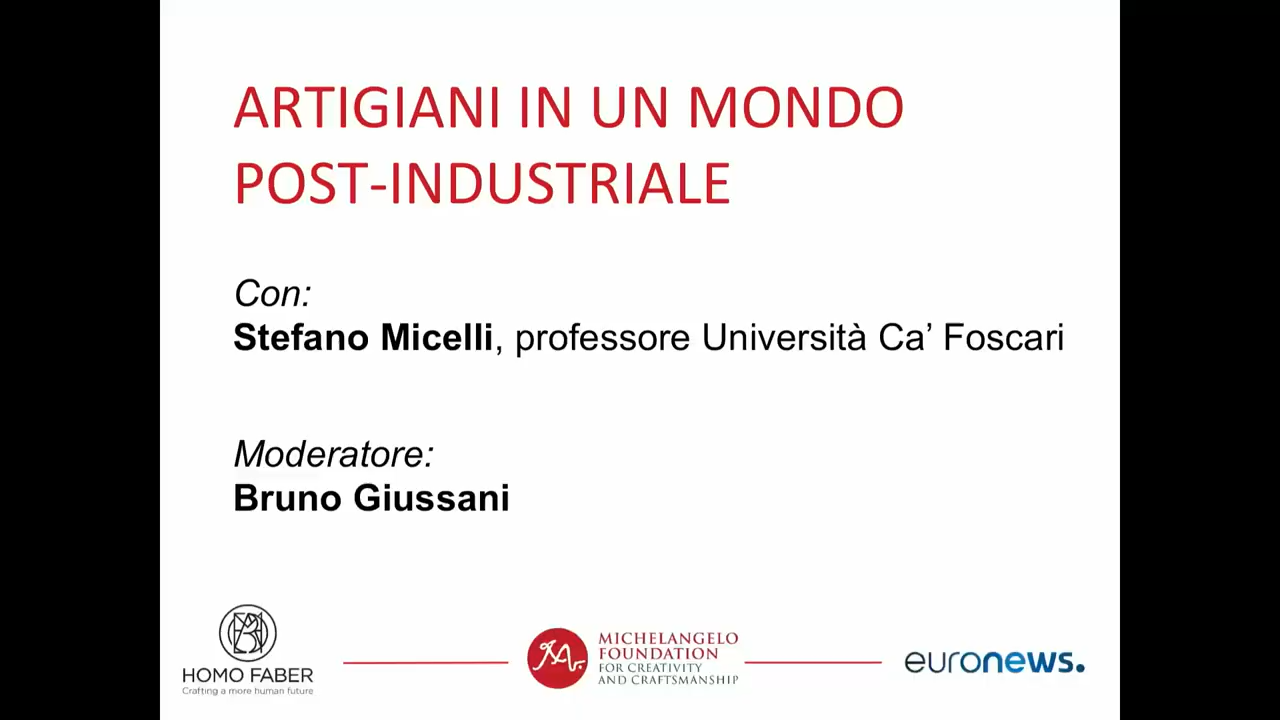 ARTIGIANI IN UN MONDO
POST-INDUSTRIALE
Con:
Stefano Micelli, professore Università Ca’ Foscari
Moderatore:
Bruno Giussani
HOMO FABER
Crafting a more human future
MICHELANGELO
FOUNDATION
FOR CREATIVITY
AND CRAFTSMANSHIP
euronews.